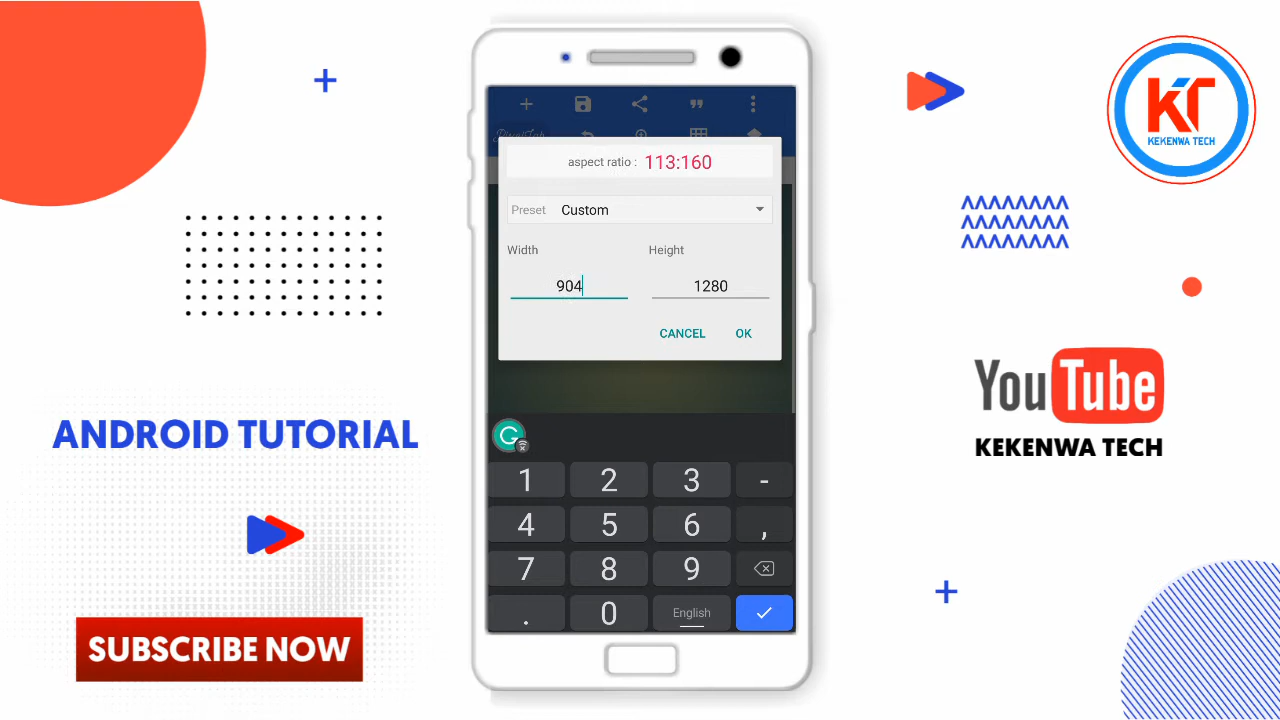 KT
KEKENWA TECH
PixelLab
aspect ratio : 113:160
Preset Custom
Width Height
904 1280
CANCEL OK
1 2 3 -
4 5 6 ,
7 8 9
. 0 English
ANDROID TUTORIAL
SUBSCRIBE NOW
YouTube
KEKENWA TECH